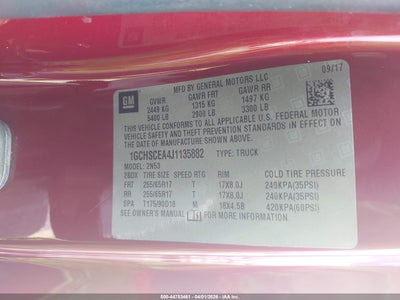 09/17
MFD BY GENERAL MOTORS LLC
GM
GVWR GAWR FRT GAWR RR
2449 KG 1315 KG 1497 KG
5400 LB 2900 LB 3300 LB
THIS VEHICLE CONFORMS TO ALL APPLICABLE U.S. FEDERAL MOTOR
VEHICLE SAFETY AND THEFT PREVENTION STANDARDS IN EFFECT ON
THE DATE OF MANUFACTURE SHOWN ABOVE.
1GCHSCEA4J1135682 TYPE: TRUCK
MODEL: 2N53
TIRE SIZE SPEED RTG RIM COLD TIRE PRESSURE
FRT 255/65R17 T 17X8.0J 240KPA(35PSI)
RR 255/65R17 T 17X8.0J 240KPA(35PSI)
SPA T175/90D18 M 18X4.5B 420KPA(60PSI)
SEE OWNER'S MANUAL FOR MORE INFORMATION.
500-44753461 - 04/01/2026 -